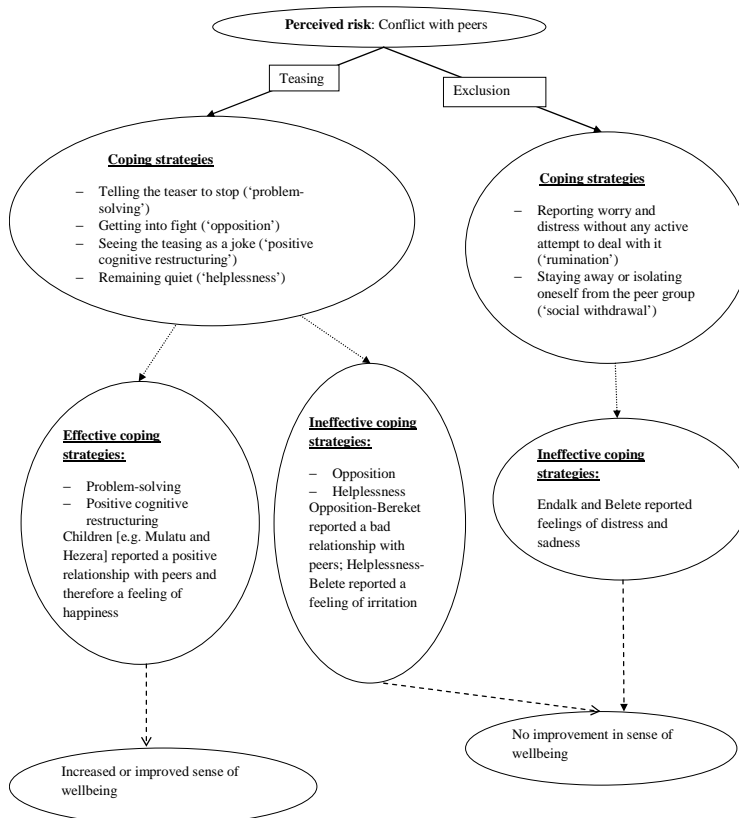 Perceived risk: Conflict with peers
Teasing
Exclusion
Coping strategies
– Telling the teaser to stop (‘problem-
solving’)
– Getting into fight (‘opposition’)
– Seeing the teasing as a joke (‘positive
cognitive restructuring’)
– Remaining quiet (‘helplessness’)
Coping strategies
– Reporting worry and
distress without any active
attempt to deal with it
(‘rumination’)
– Staying away or isolating
oneself from the peer group
(‘social withdrawal’)
Effective coping
strategies:
– Problem-solving
– Positive cognitive
restructuring
Children [e.g. Mulatu and
Hezera] reported a positive
relationship with peers and
therefore a feeling of
happiness
Ineffective coping
strategies:
– Opposition
– Helplessness
Opposition-Bereket
reported a bad
relationship with
peers; Helplessness-
Belete reported a
feeling of irritation
Ineffective coping
strategies:
Endalk and Belete reported
feelings of distress and
sadness
Increased or improved sense of
wellbeing
No improvement in sense of
wellbeing